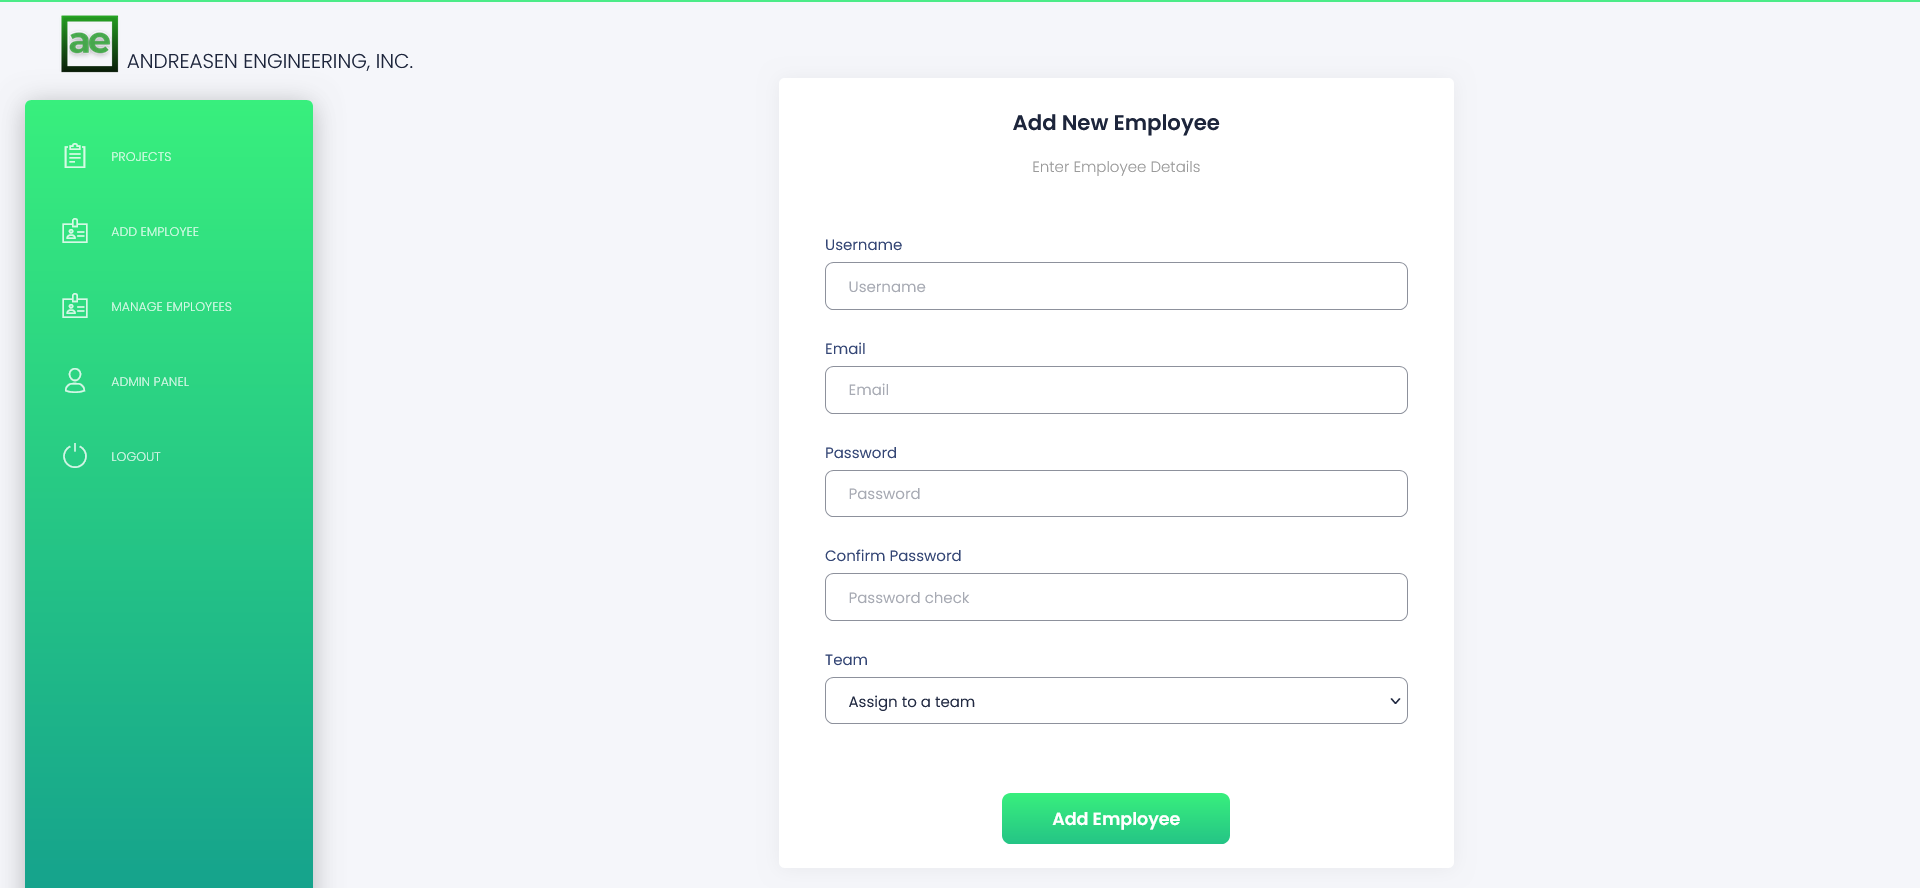 ae
ANDREASEN ENGINEERING, INC.
PROJECTS
ADD EMPLOYEE
MANAGE EMPLOYEES
ADMIN PANEL
LOGOUT
Add New Employee
Enter Employee Details
Username
Username
Email
Email
Password
Password
Confirm Password
Password check
Team
Assign to a team
Add Employee